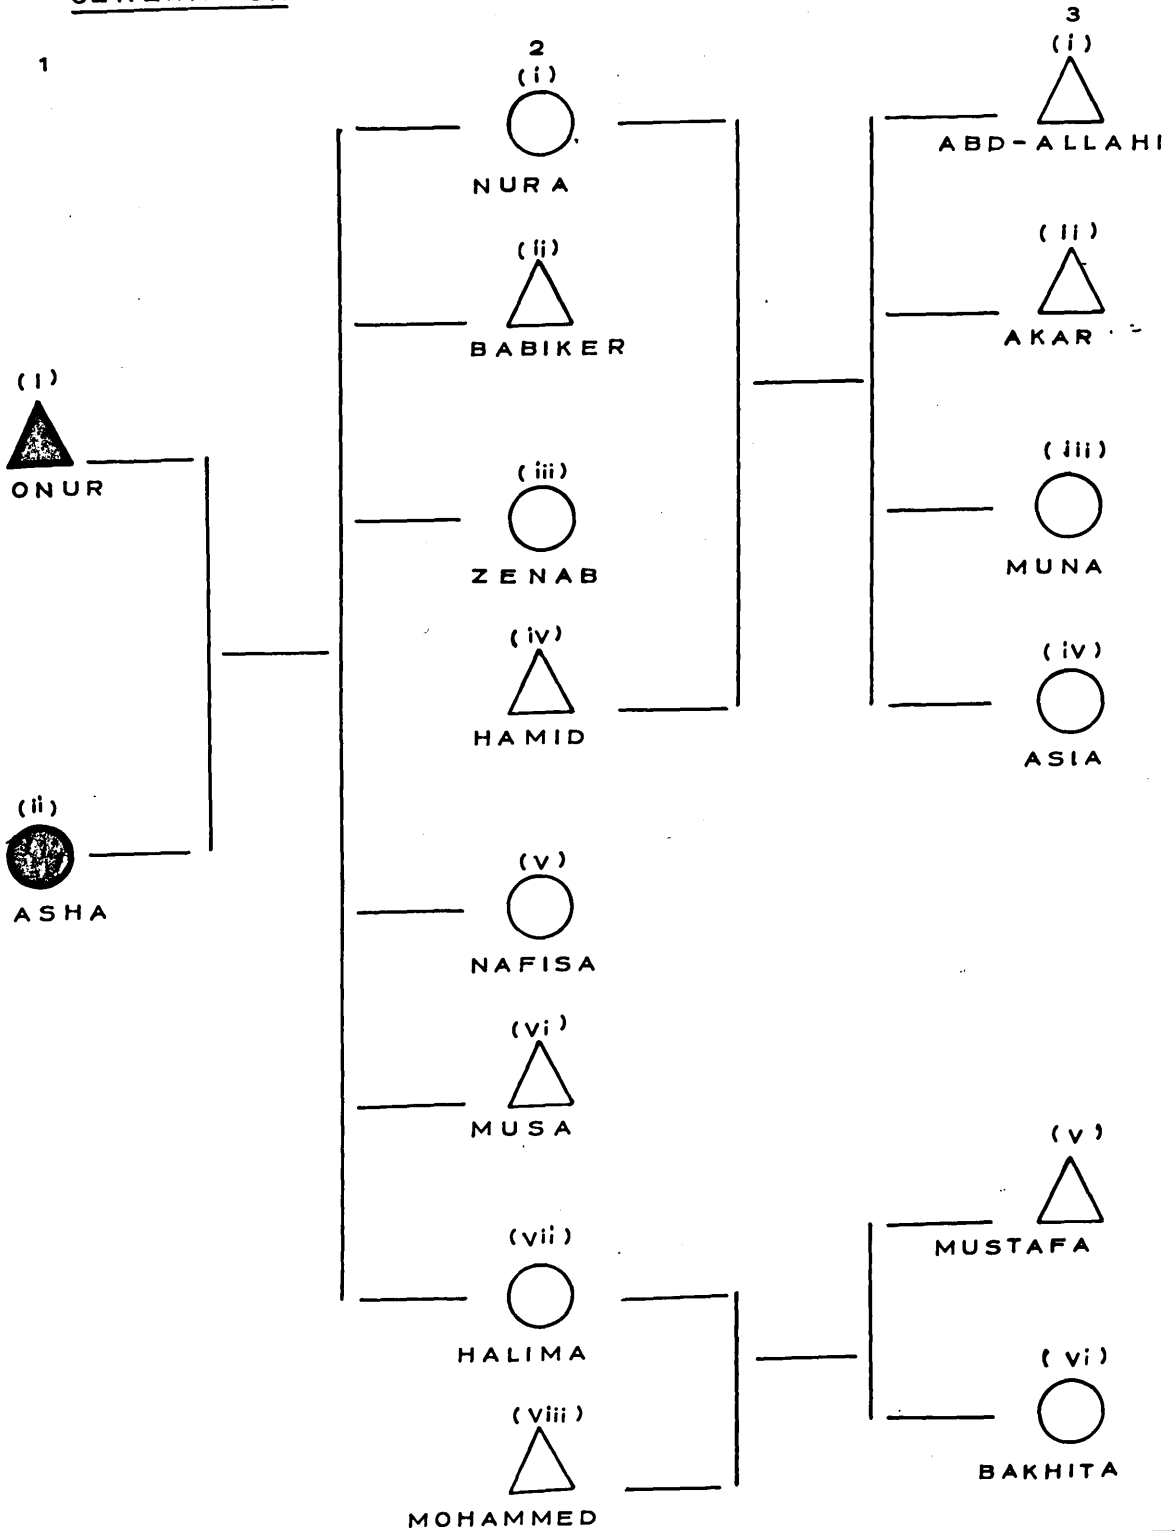 1
2
3
(i)
ONUR
(ii)
ASHA
(i)
NURA
(ii)
BABIKER
(iii)
ZENAB
(iv)
HAMID
(v)
NAFISA
(vi)
MUSA
(vii)
HALIMA
(viii)
MOHAMMED
(i)
ABD-ALLAHI
(ii)
AKAR
(iii)
MUNA
(iv)
ASIA
(v)
MUSTAFA
(vi)
BAKHITA